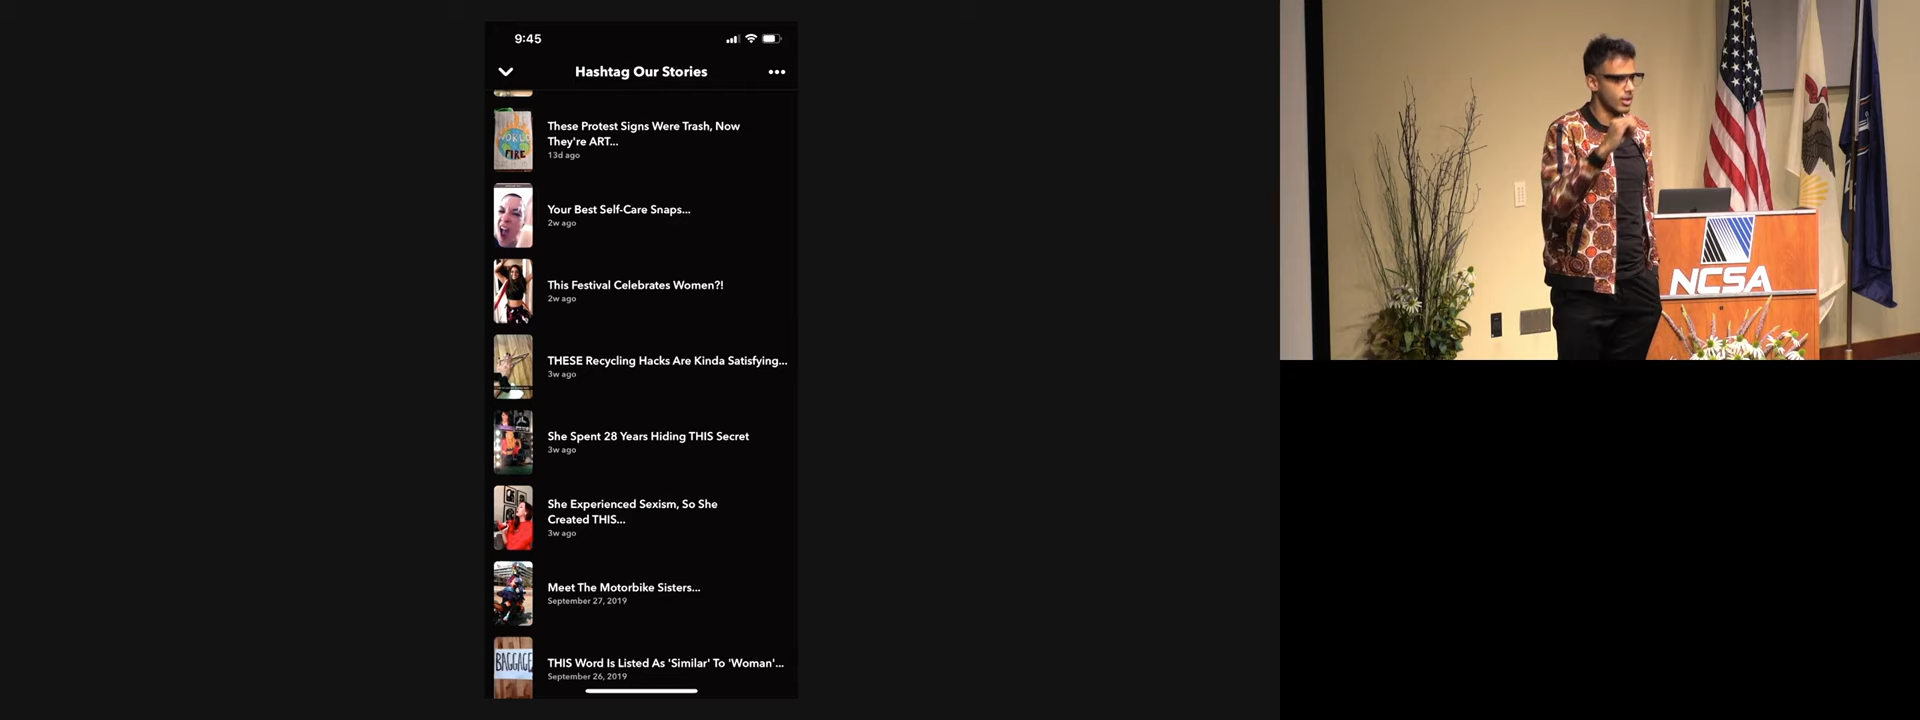 9:45
Hashtag Our Stories
These Protest Signs Were Trash, Now
They're ART...
13d ago
Your Best Self-Care Snaps...
2w ago
This Festival Celebrates Women?!
2w ago
THESE Recycling Hacks Are Kinda Satisfying...
3w ago
She Spent 28 Years Hiding THIS Secret
3w ago
She Experienced Sexism, So She
Created THIS...
3w ago
Meet The Motorbike Sisters...
September 27, 2019
BAGGAGE
THIS Word Is Listed As 'Similar' To 'Woman'...
September 26, 2019
WORLD
FIRE
NCSA